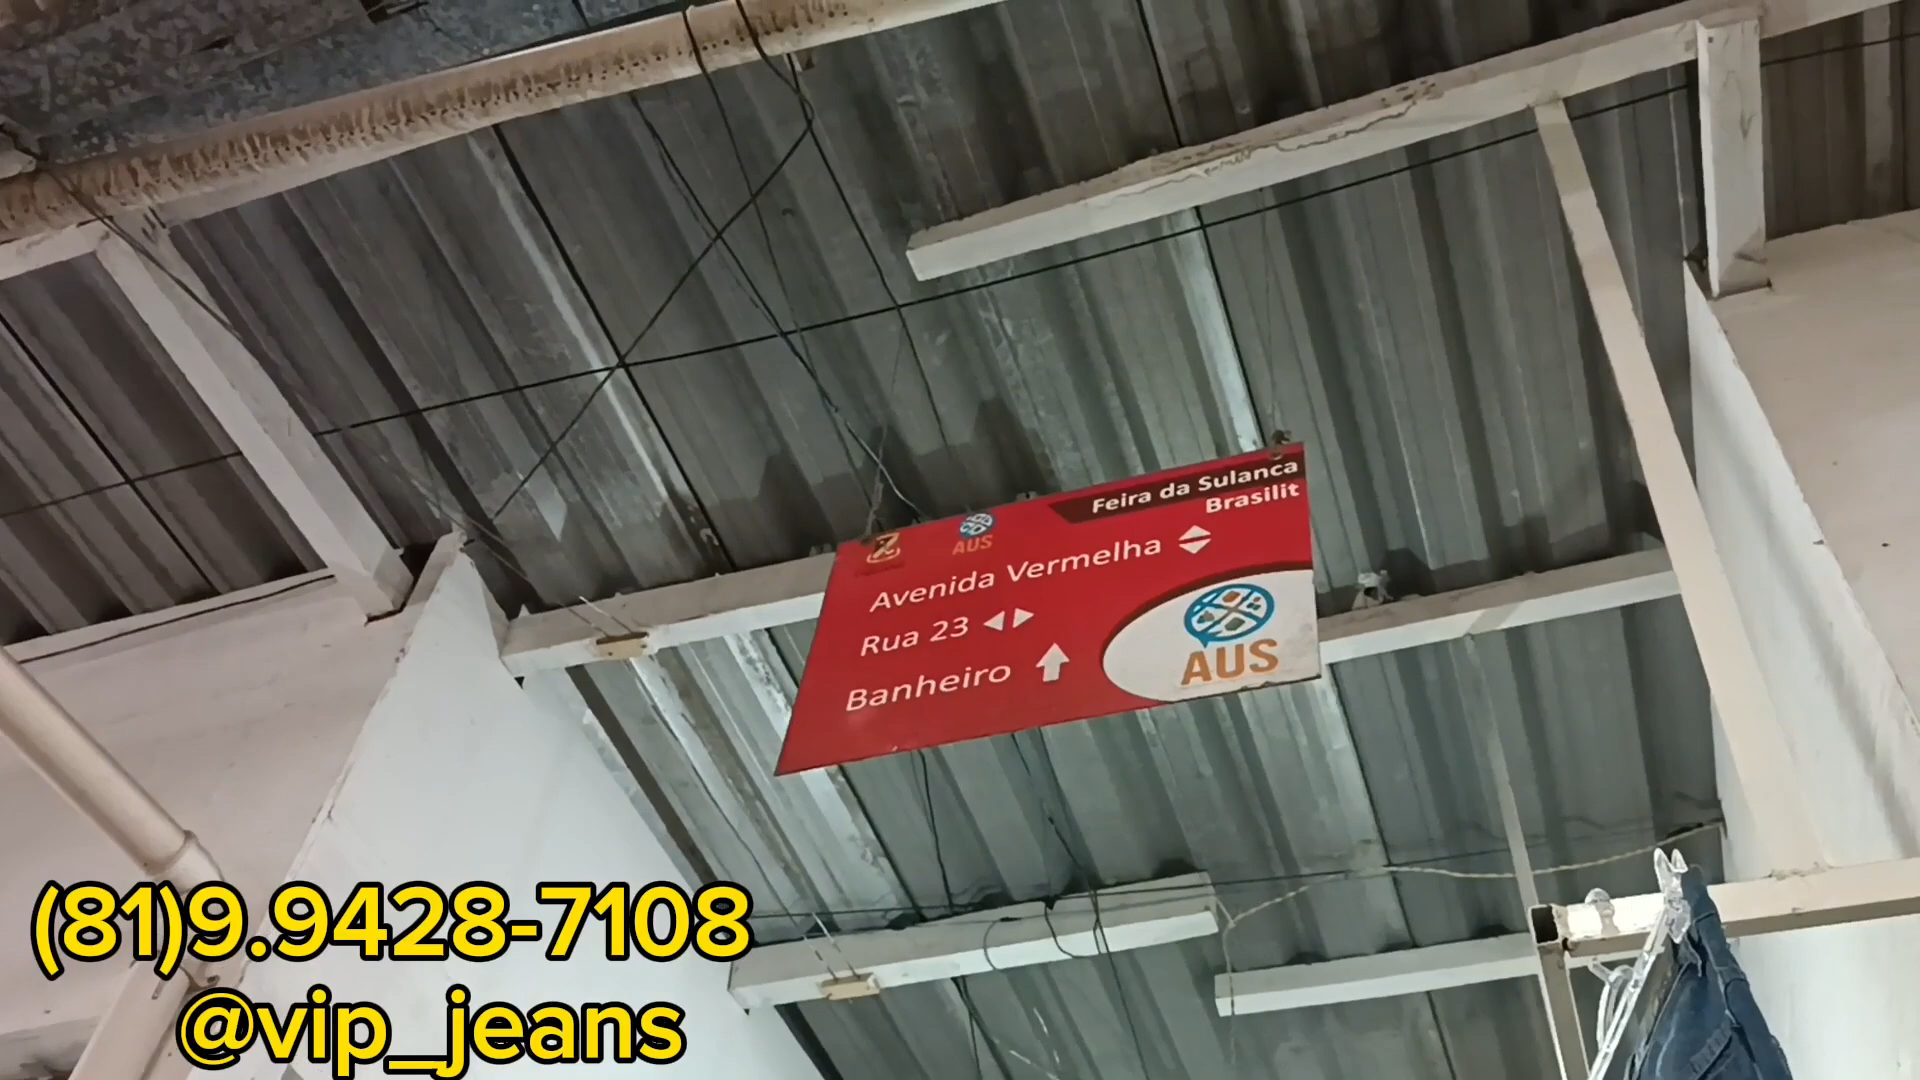 Feira da Sulanca
Brasilit
AUS
Avenida Vermelha
Rua 23
Banheiro
AUS
(81)9.9428-7108
@vip_jeans